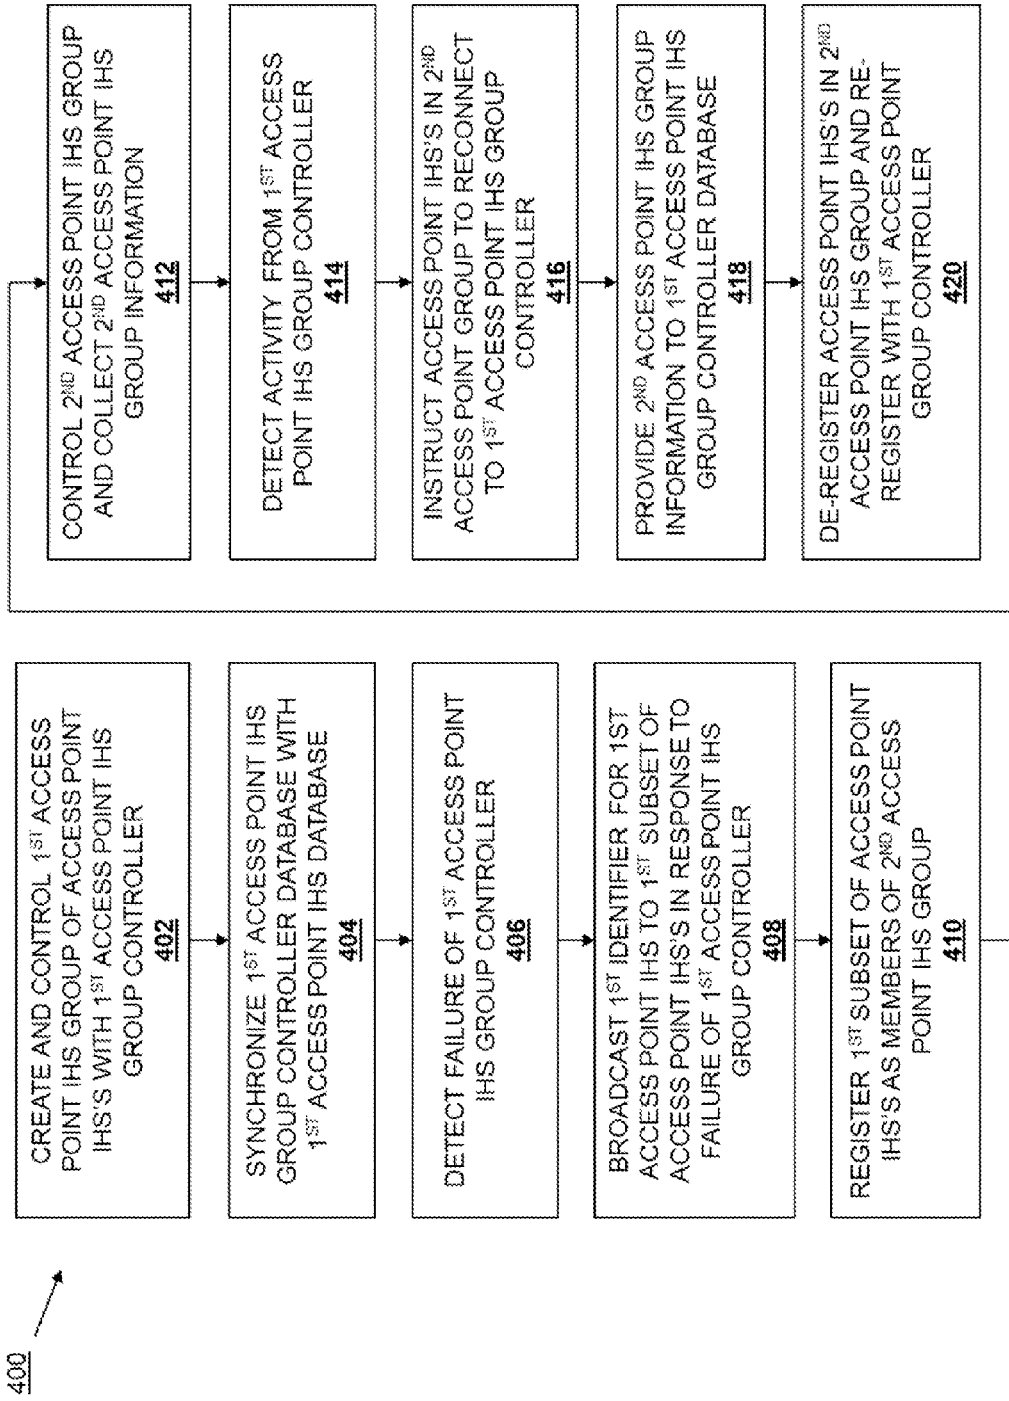 400
CREATE AND CONTROL 1ST ACCESS
POINT IHS GROUP OF ACCESS POINT
IHS'S WITH 1ST ACCESS POINT IHS
GROUP CONTROLLER
402
SYNCHRONIZE 1ST ACCESS POINT IHS
GROUP CONTROLLER DATABASE WITH
1ST ACCESS POINT IHS DATABASE
404
DETECT FAILURE OF 1ST ACCESS POINT
IHS GROUP CONTROLLER
406
BROADCAST 1ST IDENTIFIER FOR 1ST
ACCESS POINT IHS TO 1ST SUBSET OF
ACCESS POINT IHS'S IN RESPONSE TO
FAILURE OF 1ST ACCESS POINT IHS
GROUP CONTROLLER
408
REGISTER 1ST SUBSET OF ACCESS POINT
IHS'S AS MEMBERS OF 2ND ACCESS
POINT IHS GROUP
410
CONTROL 2ND ACCESS POINT IHS GROUP
AND COLLECT 2ND ACCESS POINT IHS
GROUP INFORMATION
412
DETECT ACTIVITY FROM 1ST ACCESS
POINT IHS GROUP CONTROLLER
414
INSTRUCT ACCESS POINT IHS'S IN 2ND
ACCESS POINT GROUP TO RECONNECT
TO 1ST ACCESS POINT IHS GROUP
CONTROLLER
416
PROVIDE 2ND ACCESS POINT IHS GROUP
INFORMATION TO 1ST ACCESS POINT IHS
GROUP CONTROLLER DATABASE
418
DE-REGISTER ACCESS POINT IHS'S IN 2ND
ACCESS POINT IHS GROUP AND RE-
REGISTER WITH 1ST ACCESS POINT
GROUP CONTROLLER
420